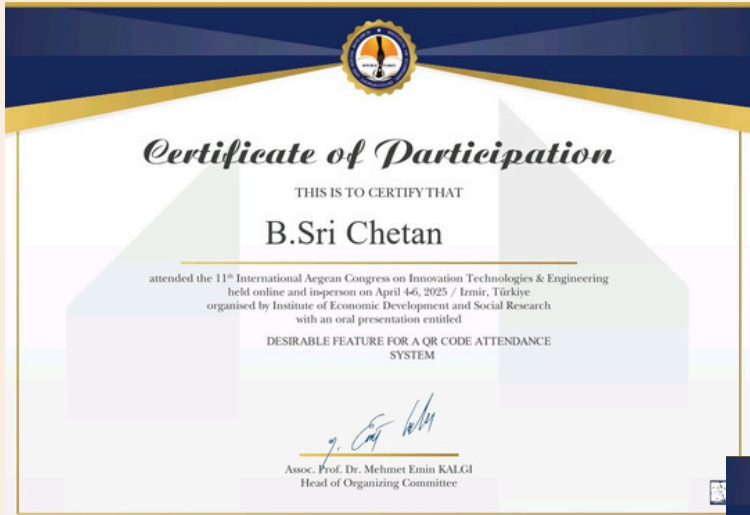 Certificate of Participation
THIS IS TO CERTIFY THAT
B.Sri Chetan
attended the 11th International Aegean Congress on Innovation Technologies & Engineering
held online and in-person on April 4-6, 2025 / Izmir, Türkiye
organised by Institute of Economic Development and Social Research
with an oral presentation entitled
DESIRABLE FEATURE FOR A QR CODE ATTENDANCE
SYSTEM
Assoc. Prof. Dr. Mehmet Emin KALGI
Head of Organizing Committee